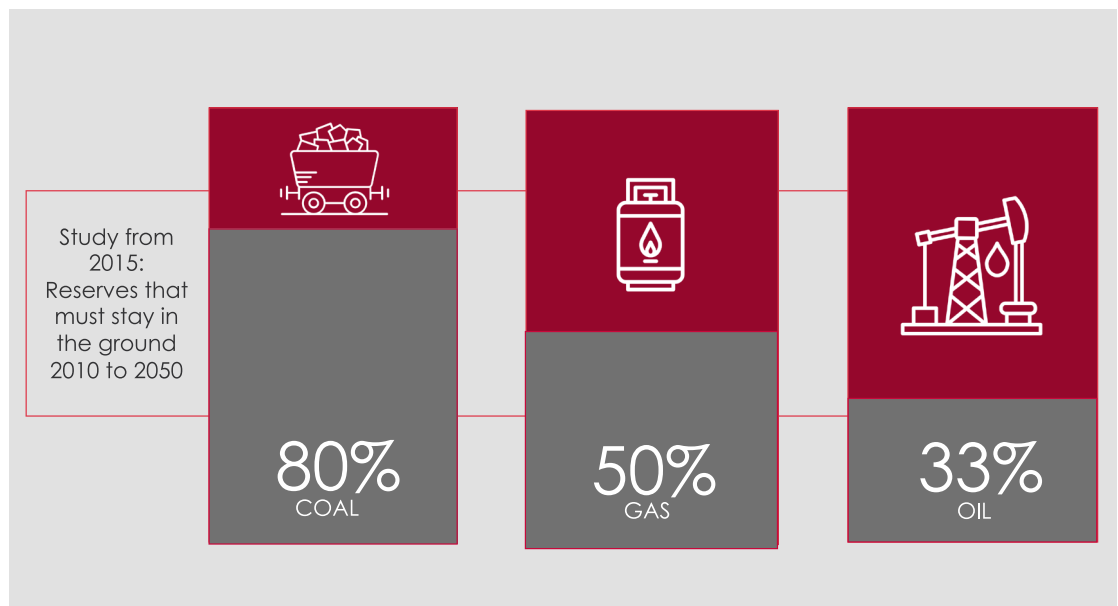 Study from
2015:
Reserves that
must stay in
the ground
2010 to 2050
80%
COAL
50%
GAS
33%
OIL